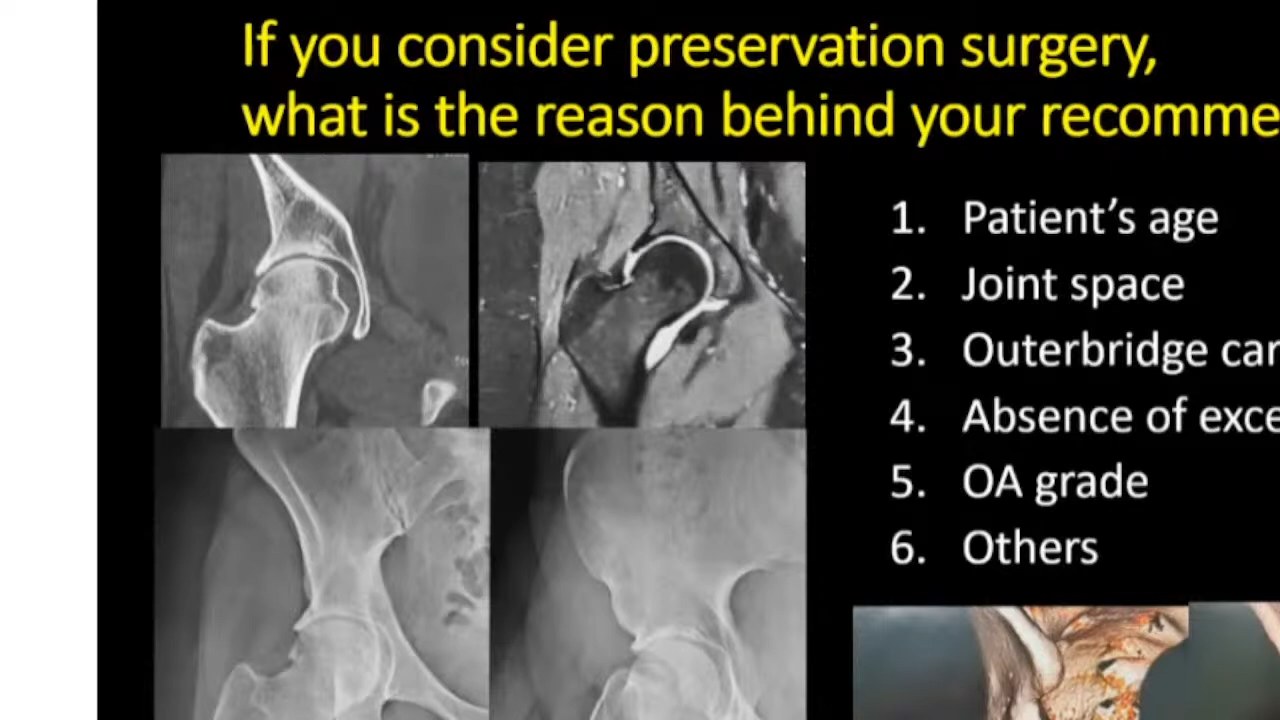 If you consider preservation surgery,
what is the reason behind your recomme
1. Patient's age
2. Joint space
3. Outerbridge car
4. Absence of exce
5. OA grade
6. Others